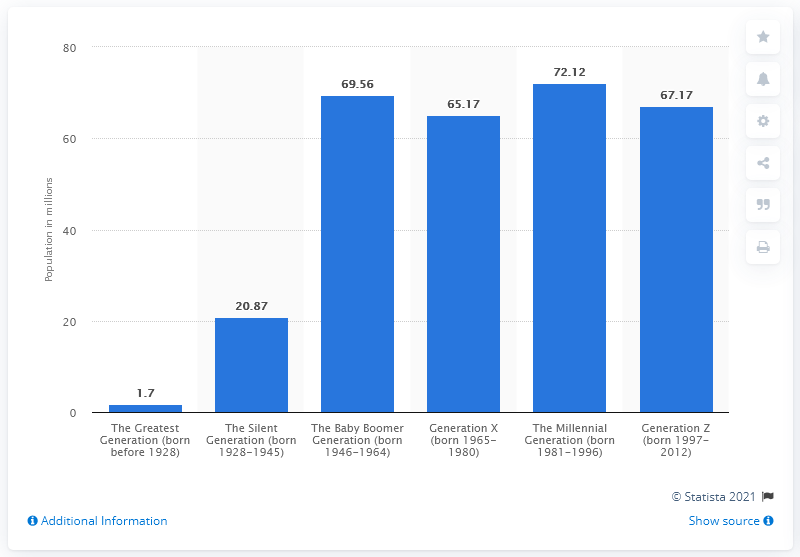 80
60
40
20
0
Population in millions
1.7
20.87
69.56
65.17
72.12
67.17
The Greatest
Generation (born
before 1928)
The Silent
Generation (born
1928-1945)
The Baby Boomer
Generation (born
1946-1964)
Generation X
(born 1965-
1980)
The Millennial
Generation (born
1981-1996)
Generation Z
(born 1997-
2012)
© Statista 2021
Additional Information
Show source